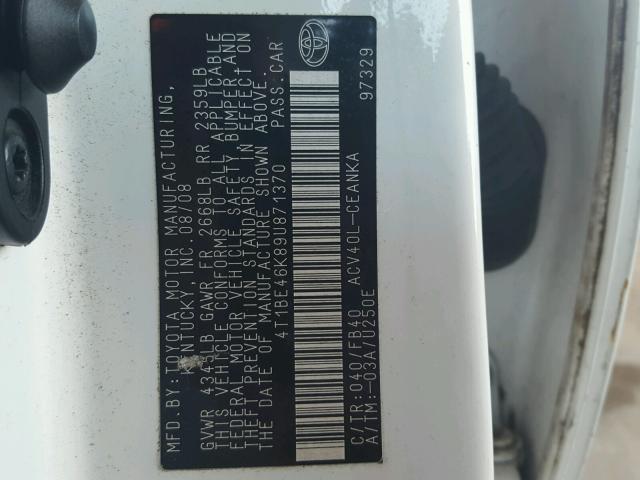 MFD.BY:TOYOTA MOTOR MANUFACTURING,
KENTUCKY,INC.08/08
GVWR 4345LB GAWR FR 2668LB RR 2359LB
THIS VEHICLE CONFORMS TO ALL APPLICABLE
FEDERAL MOTOR VEHICLE SAFETY, BUMPER AND
THEFT PREVENTION STANDARDS IN EFFECT ON
THE DATE OF MANUFACTURE SHOWN ABOVE.
4T1BE46K89U871370 PASS.CAR
C/TR:040/FB40 ACV40L-CEANKA
A/TM:-03A/U250E 97329